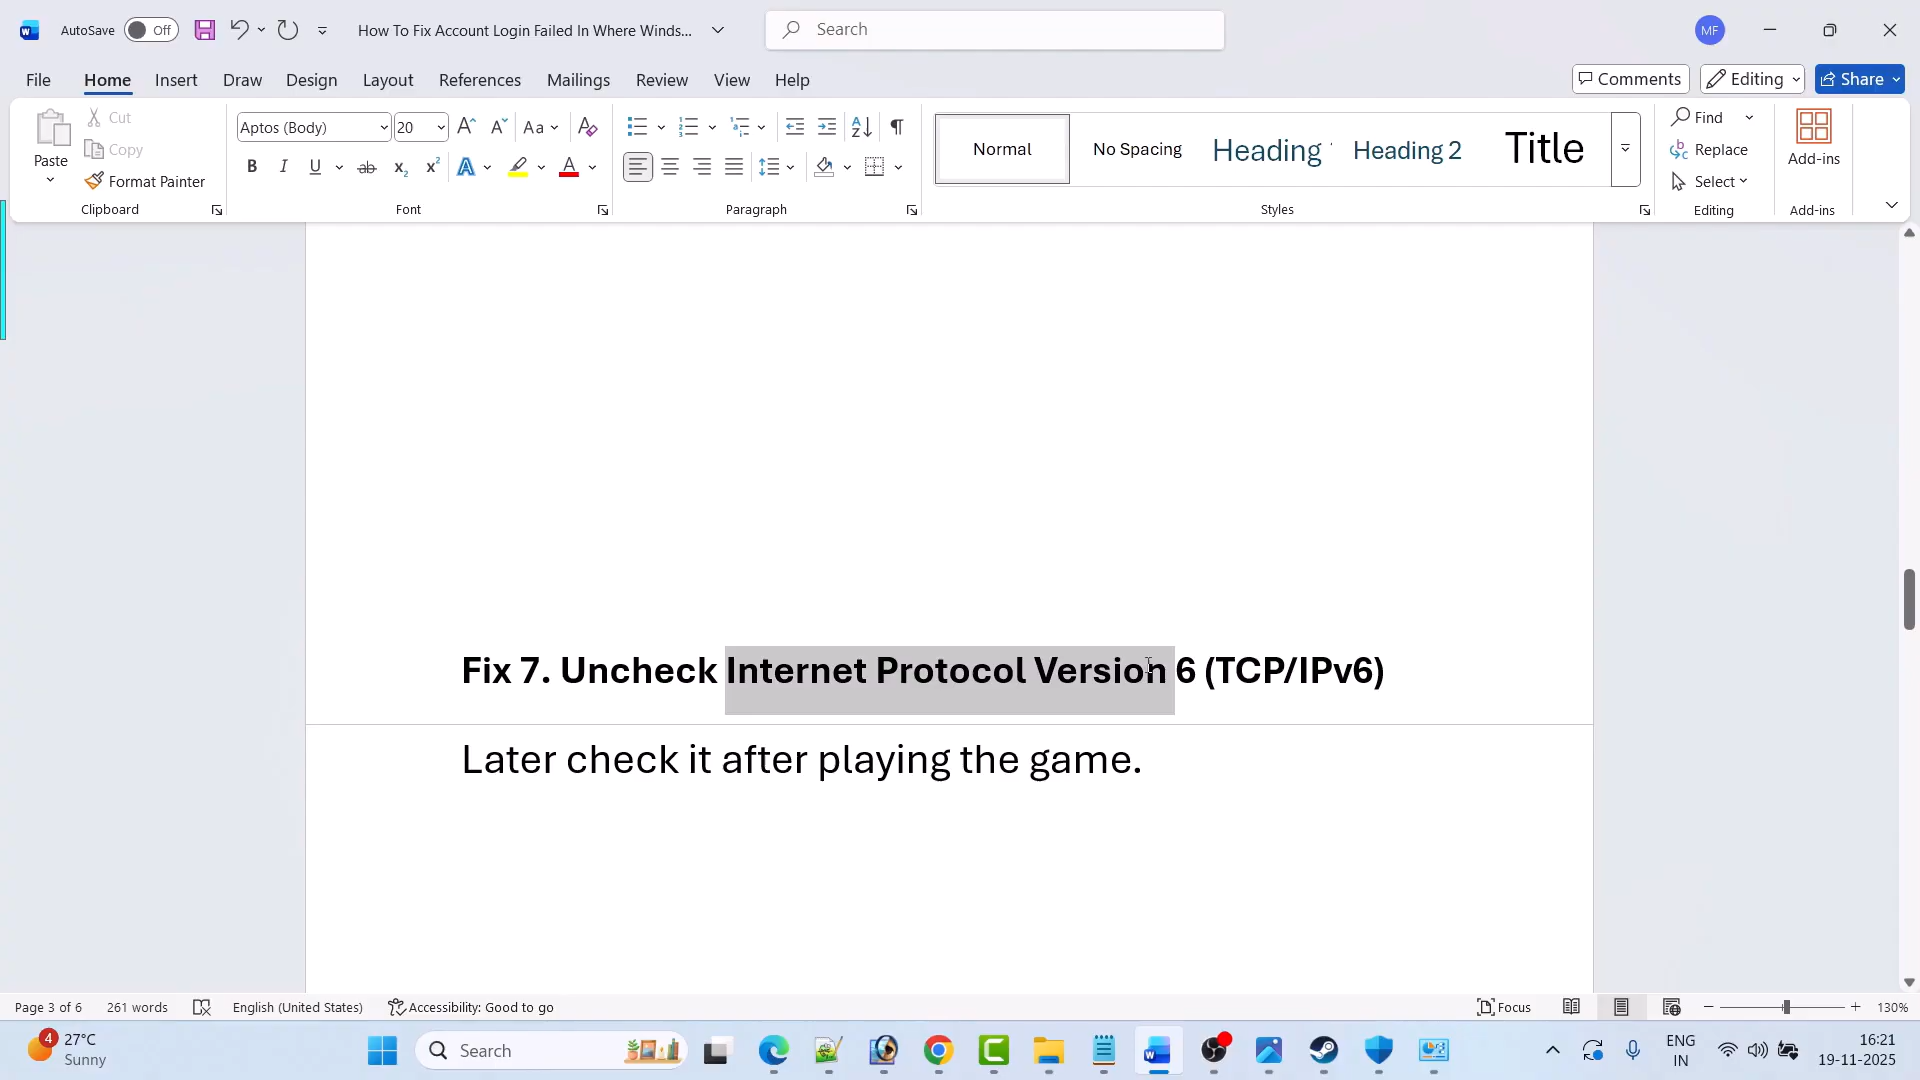 AutoSave Off How To Fix Account Login Failed In Where Winds... Search MF
File Home Insert Draw Design Layout References Mailings Review View Help Comments Editing Share
Paste Cut Copy Format Painter Clipboard
Aptos (Body) 20 Font
Paragraph
Normal No Spacing Heading Heading 2 Title Styles
Find Replace Select Editing
Add-ins Add-ins
Fix 7. Uncheck Internet Protocol Version 6 (TCP/IPv6)
Later check it after playing the game.
Page 3 of 6 261 words English (United States) Accessibility: Good to go Focus 130%
4 27°C Sunny Search ENG IN 16:21 19-11-2025